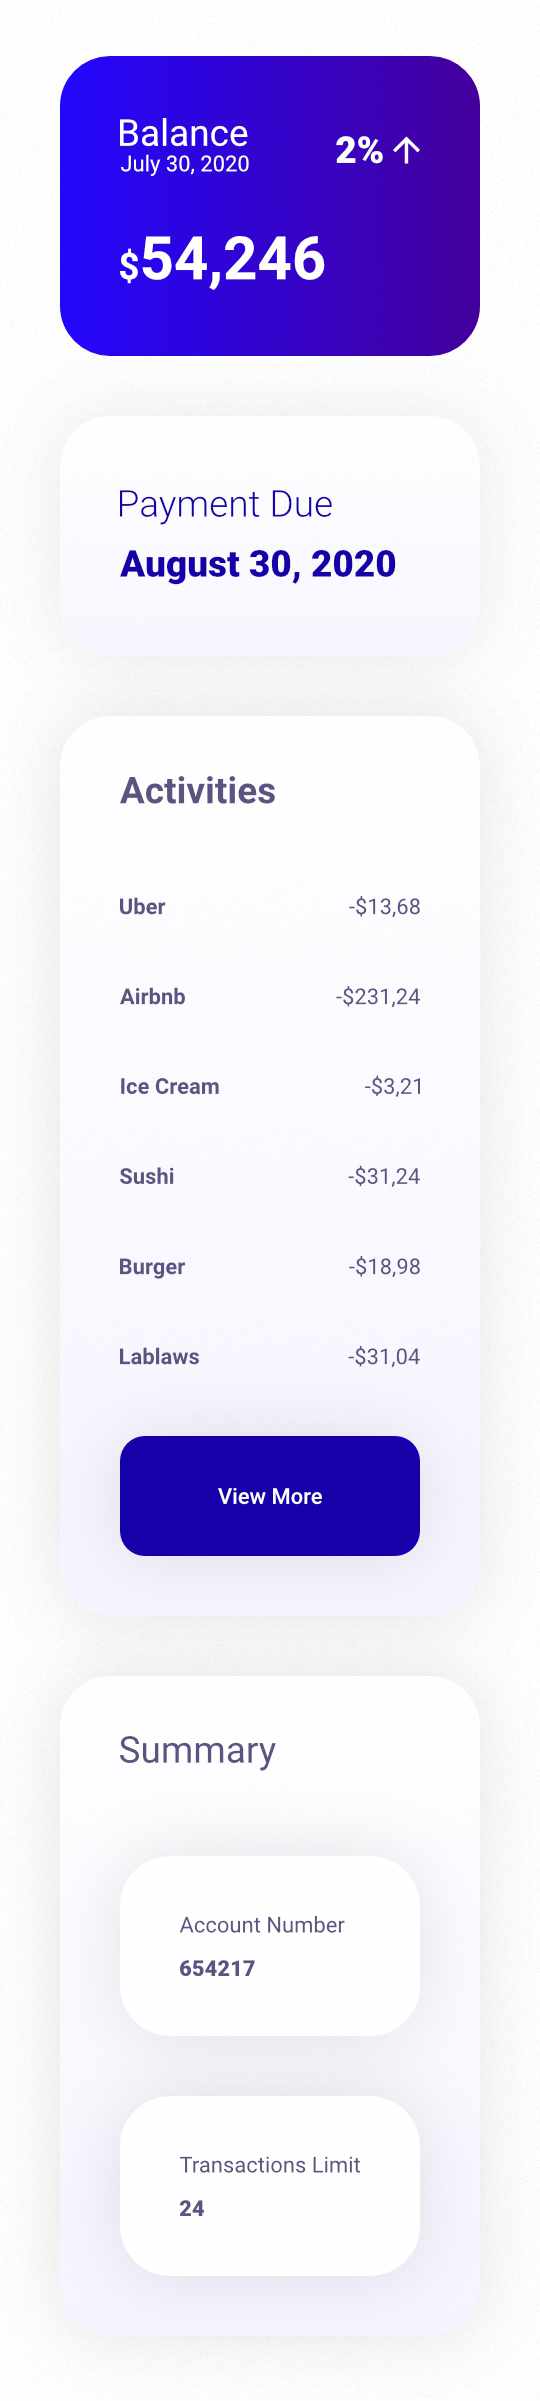 Balance
July 30, 2020
2% ↑
$54,246
Payment Due
August 30, 2020
Activities
Uber -$13,68
Airbnb -$231,24
Ice Cream -$3,21
Sushi -$31,24
Burger -$18,98
Lablaws -$31,04
View More
Summary
Account Number
654217
Transactions Limit
24